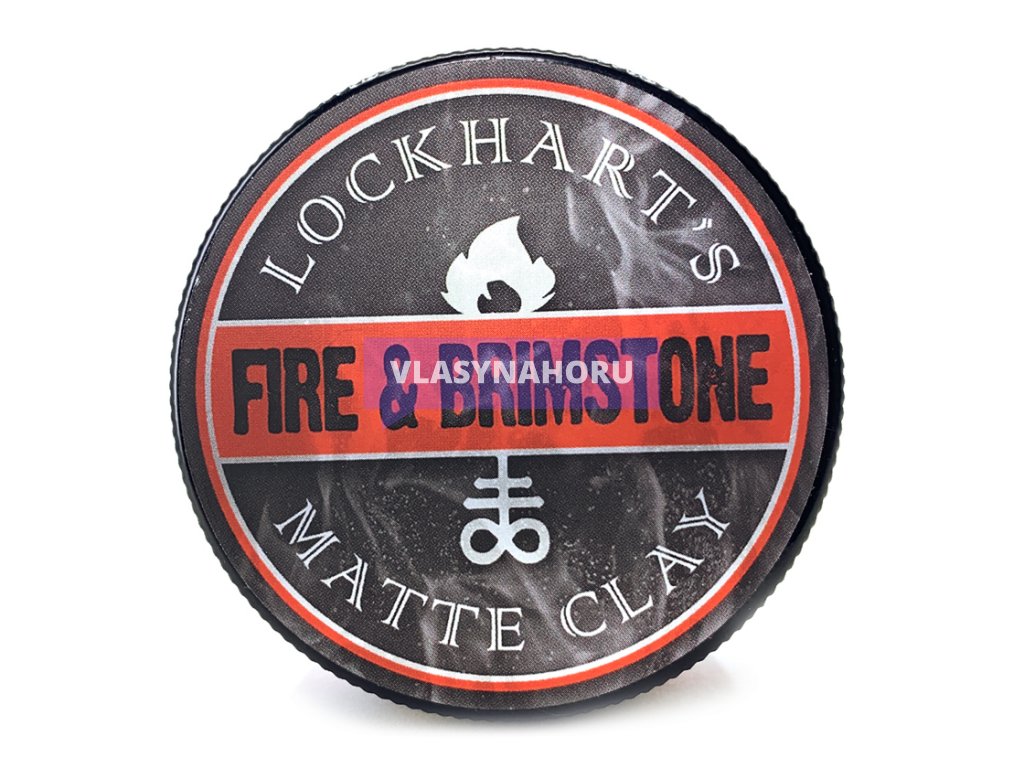 LOCKHART'S
FIRE & BRIMSTONE
VLASYNAHORU
MATTE CLAY